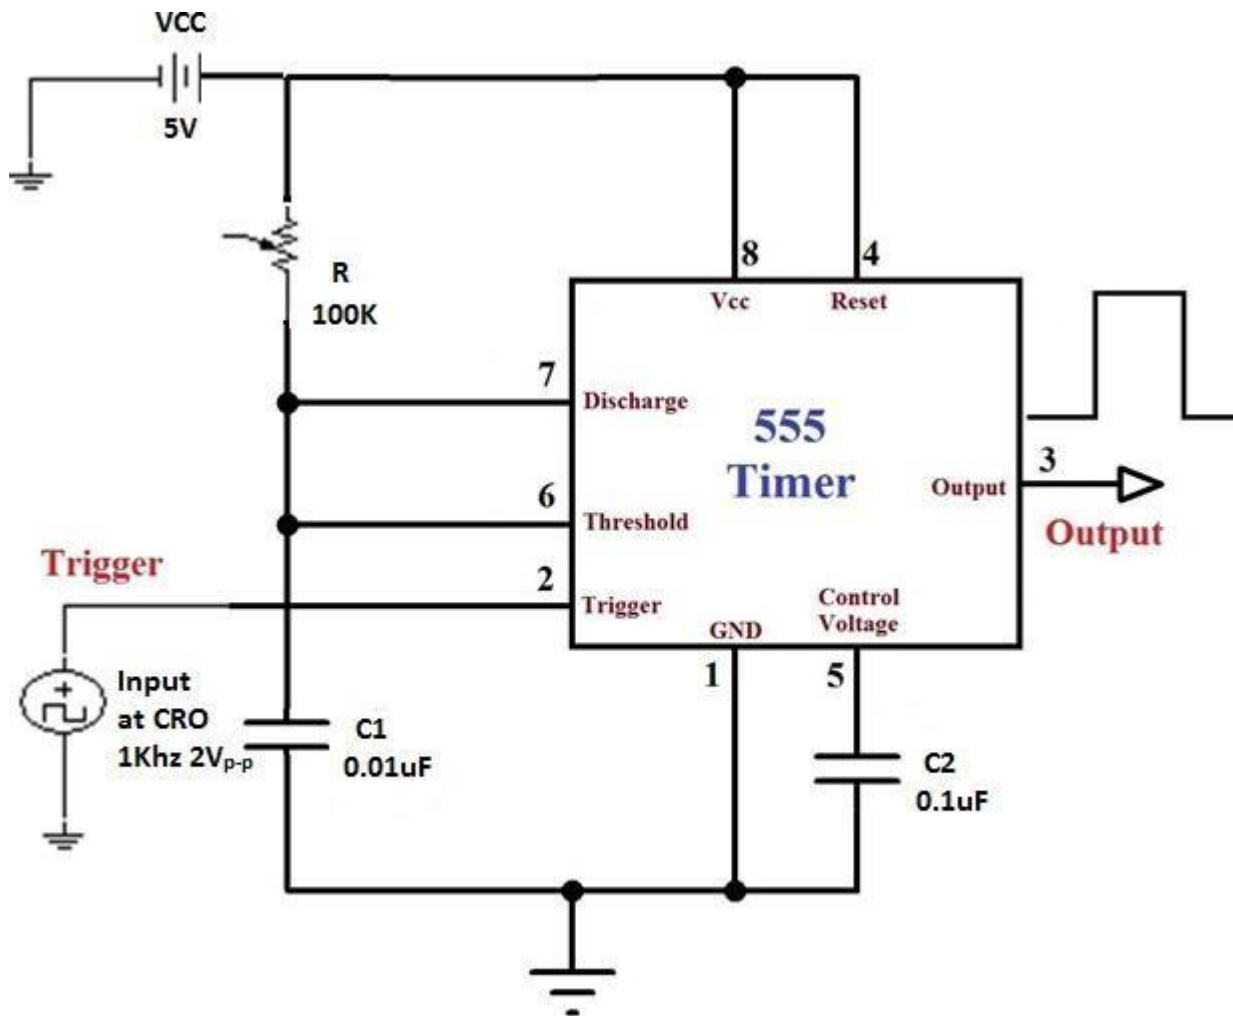 VCC
5V
R
100K
8
4
Vcc
Reset
7
Discharge
555
Timer
3
Output
Output
6
Threshold
Trigger
2
Trigger
Control
Voltage
GND
1
5
Input
at CRO
1Khz 2Vp-p
C1
0.01uF
C2
0.1uF